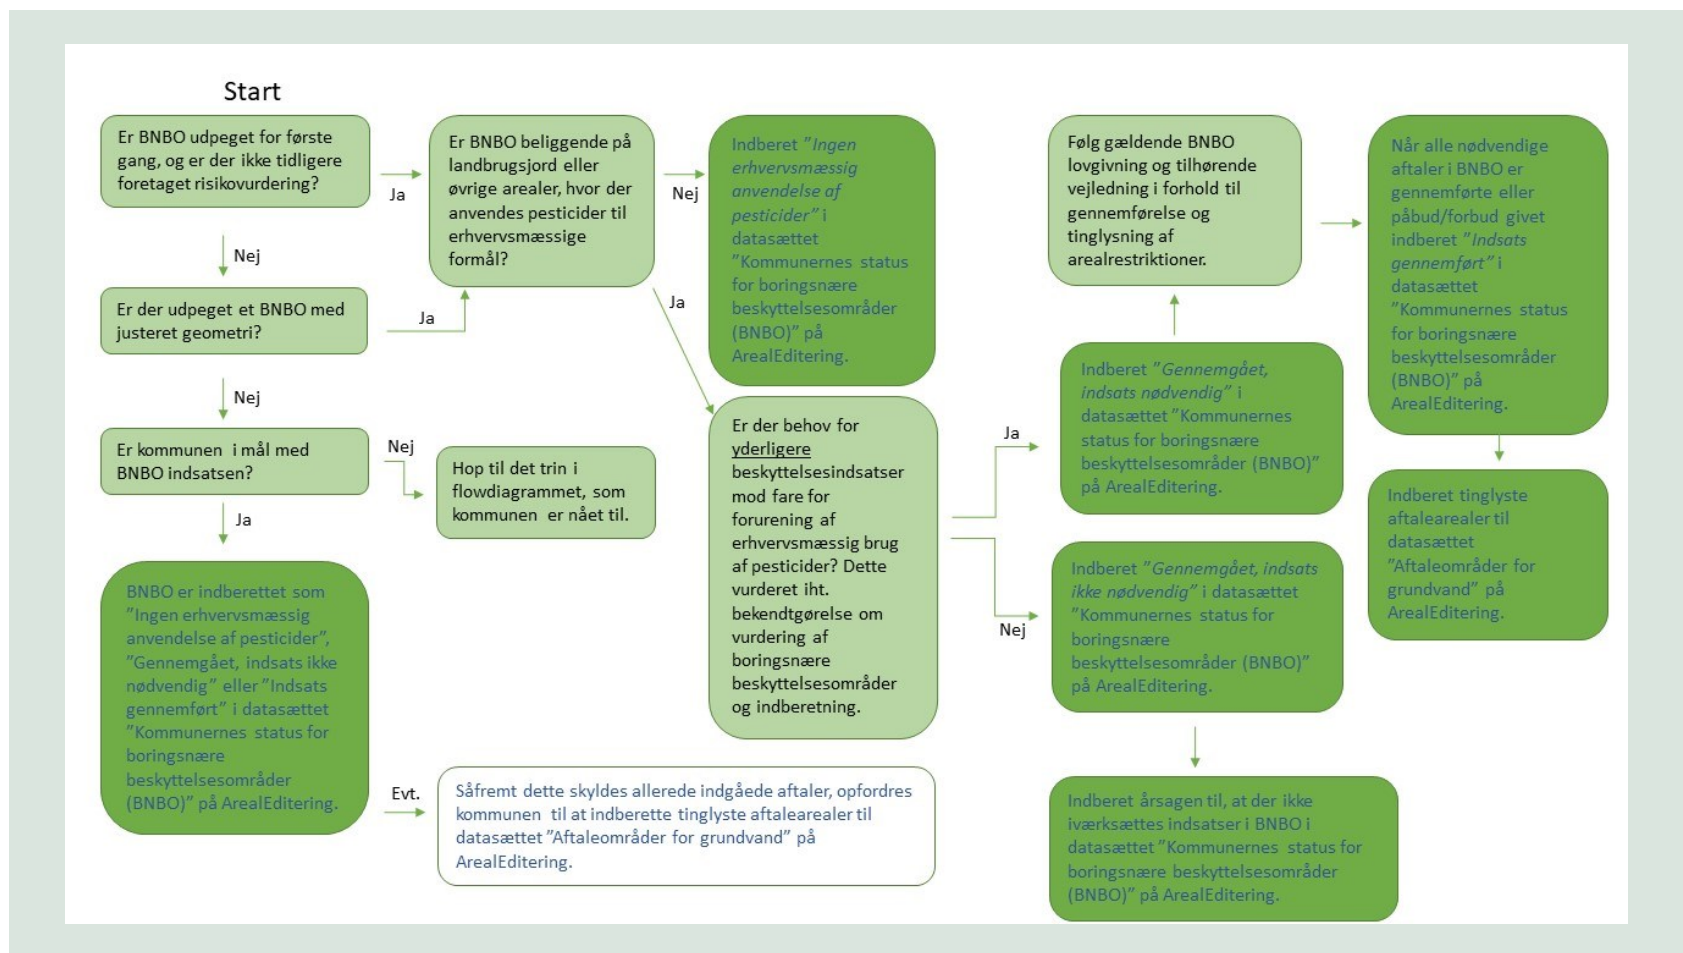 Start
Er BNBO udpeget for første
gang, og er der ikke tidligere
foretaget risikovurdering?
Ja
Nej
Er der udpeget et BNBO med
justeret geometri?
Ja
Nej
Er kommunen i mål med
BNBO indsatsen?
Nej
Hop til det trin i
flowdiagrammet, som
kommunen er nået til.
Ja
BNBO er indberettet som
”Ingen erhvervsmæssig
anvendelse af pesticider”,
”Gennemgået, indsats ikke
nødvendig” eller ”Indsats
gennemført” i datasættet
”Kommunernes status for
boringsnære
beskyttelsesområder
(BNBO)” på ArealEditering.
Evt.
Såfremt dette skyldes allerede indgåede aftaler, opfordres
kommunen til at indberette tinglyste aftalearealer til
datasættet ”Aftaleområder for grundvand” på
ArealEditering.
Er BNBO beliggende på
landbrugsjord eller
øvrige arealer, hvor der
anvendes pesticider til
erhvervsmæssige
formål?
Nej
Ja
Indberet ”Ingen
erhvervsmæssig
anvendelse af
pesticider” i
datasættet
”Kommunernes status
for boringsnære
beskyttelsesområder
(BNBO)” på
ArealEditering.
Er der behov for
yderligere
beskyttelsesindsatser
mod fare for
forurening af
erhvervsmæssig brug
af pesticider? Dette
vurderet iht.
bekendtgørelse om
vurdering af
boringsnære
beskyttelsesområder
og indberetning.
Ja
Nej
Følg gældende BNBO
lovgivning og tilhørende
vejledning i forhold til
gennemførelse og
tinglysning af
arealrestriktioner.
Indberet ”Gennemgået,
indsats nødvendig” i
datasættet ”Kommunernes
status for boringsnære
beskyttelsesområder (BNBO)”
på ArealEditering.
Indberet ”Gennemgået, indsats
ikke nødvendig” i datasættet
”Kommunernes status for
boringsnære
beskyttelsesområder (BNBO)”
på ArealEditering.
Indberet årsagen til, at der ikke
iværksættes indsatser i BNBO i
datasættet ”Kommunernes status for
boringsnære beskyttelsesområder
(BNBO)” på ArealEditering.
Når alle nødvendige
aftaler i BNBO er
gennemførte eller
påbud/forbud givet
indberet ”Indsats
gennemført” i
datasættet
”Kommunernes status
for boringsnære
beskyttelsesområder
(BNBO)” på
ArealEditering.
Indberet tinglyste
aftalearealer til
datasættet
”Aftaleområder for
grundvand” på
ArealEditering.